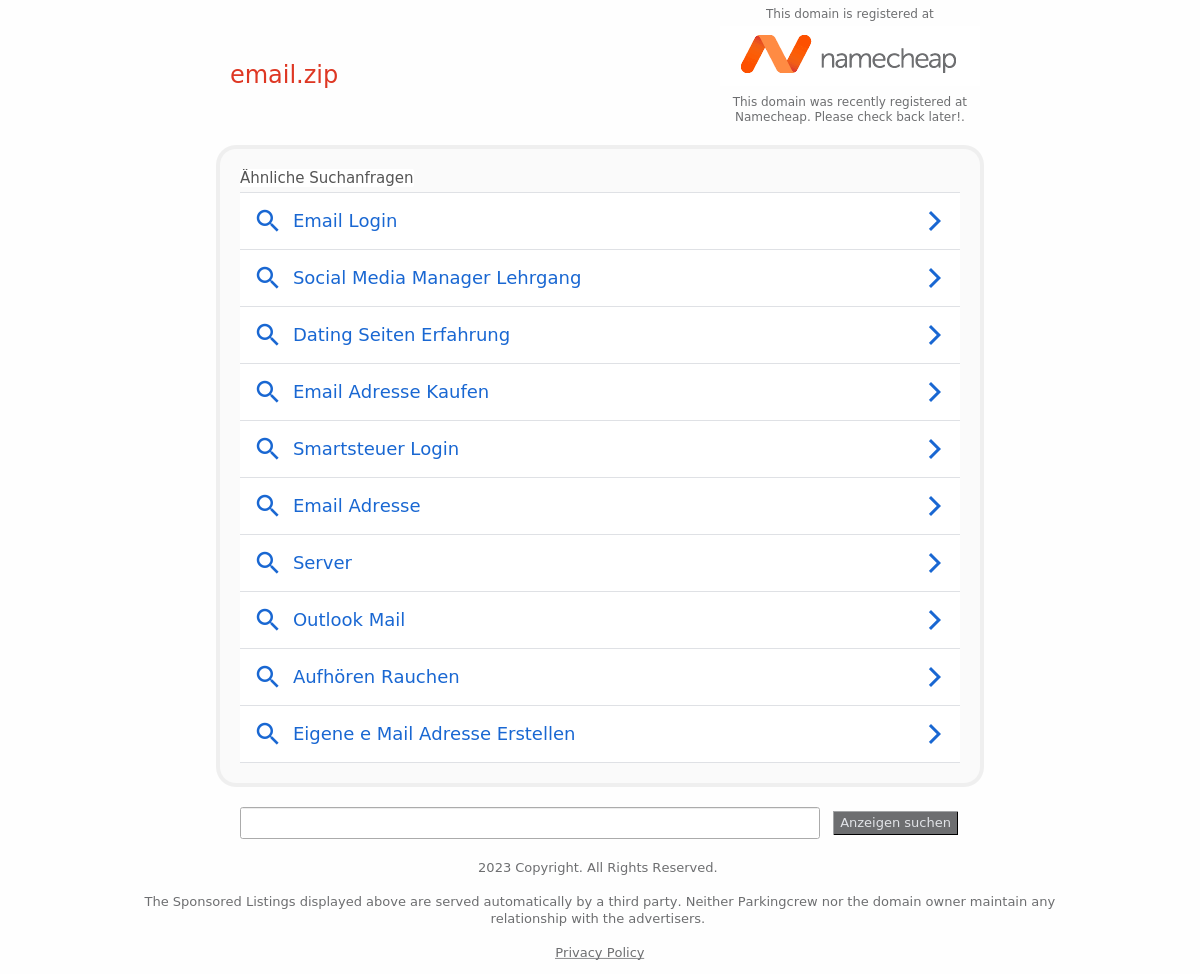 This domain is registered at
namecheap
email.zip
This domain was recently registered at
Namecheap. Please check back later!.
Ähnliche Suchanfragen
Email Login
Social Media Manager Lehrgang
Dating Seiten Erfahrung
Email Adresse Kaufen
Smartsteuer Login
Email Adresse
Server
Outlook Mail
Aufhören Rauchen
Eigene e Mail Adresse Erstellen
Anzeigen suchen
2023 Copyright. All Rights Reserved.
The Sponsored Listings displayed above are served automatically by a third party. Neither Parkingcrew nor the domain owner maintain any
relationship with the advertisers.
Privacy Policy